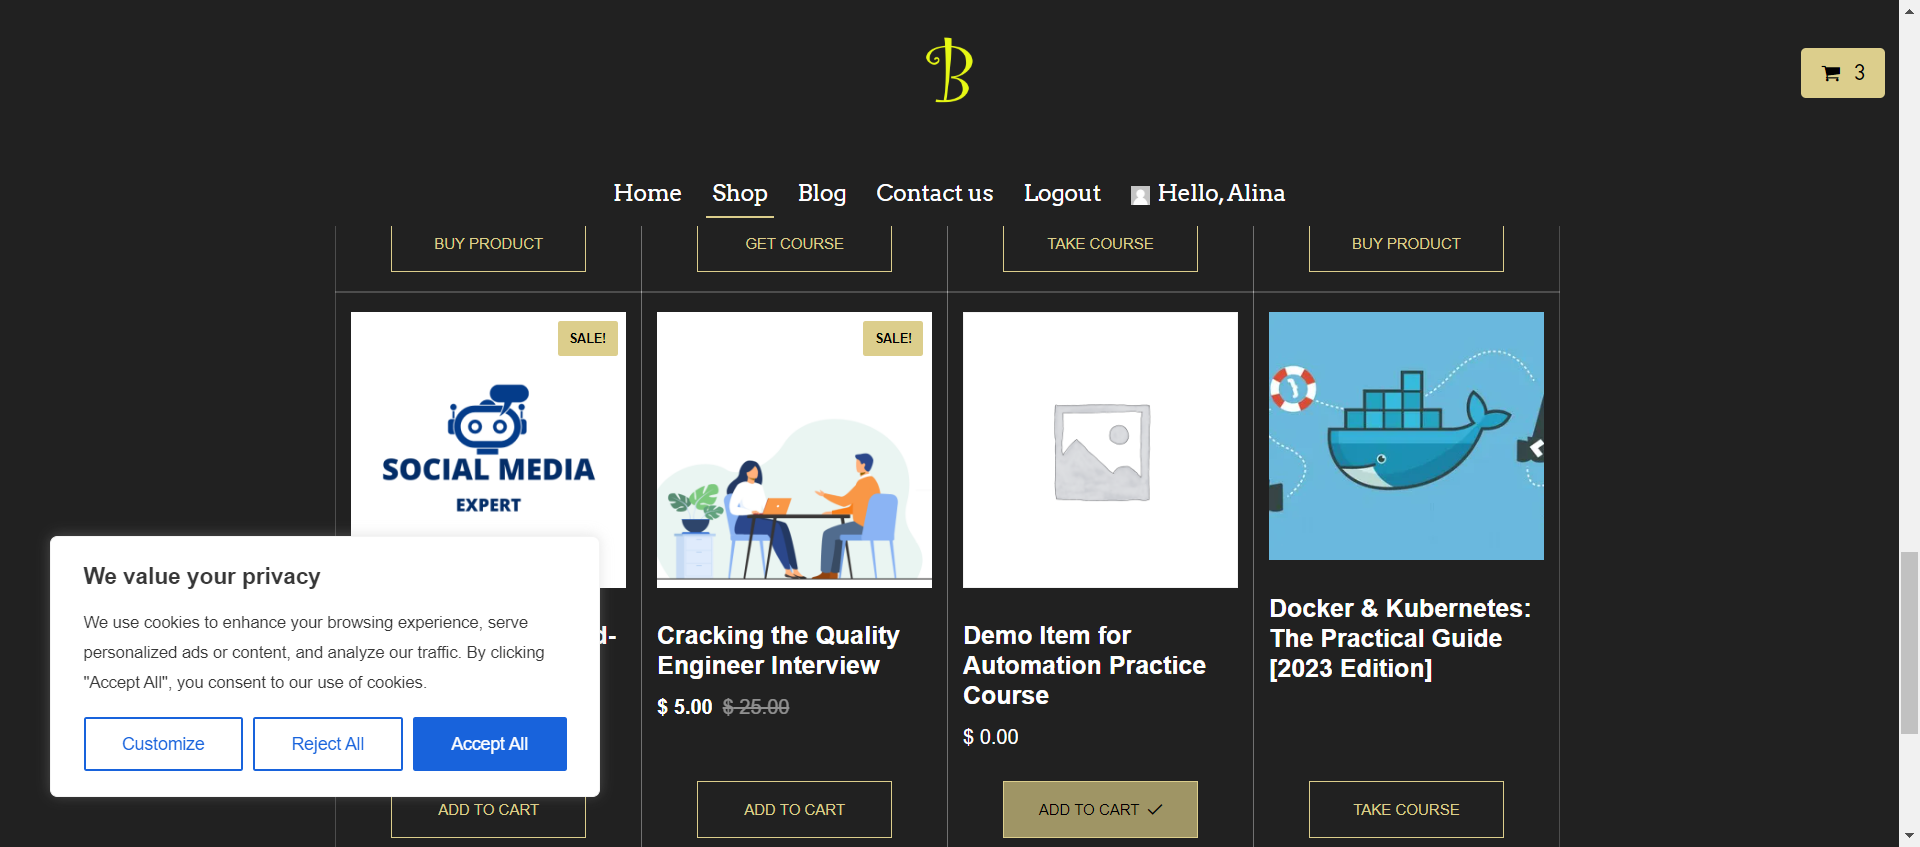 B
3
Home Shop Blog Contact us Logout Hello, Alina
BUY PRODUCT GET COURSE TAKE COURSE BUY PRODUCT
SALE!
SOCIAL MEDIA
EXPERT
d-
SALE!
Cracking the Quality
Engineer Interview
$ 5.00 $ 25.00
Demo Item for
Automation Practice
Course
$ 0.00
Docker & Kubernetes:
The Practical Guide
[2023 Edition]
ADD TO CART ADD TO CART ADD TO CART TAKE COURSE
We value your privacy
We use cookies to enhance your browsing experience, serve
personalized ads or content, and analyze our traffic. By clicking
"Accept All", you consent to our use of cookies.
Customize Reject All Accept All